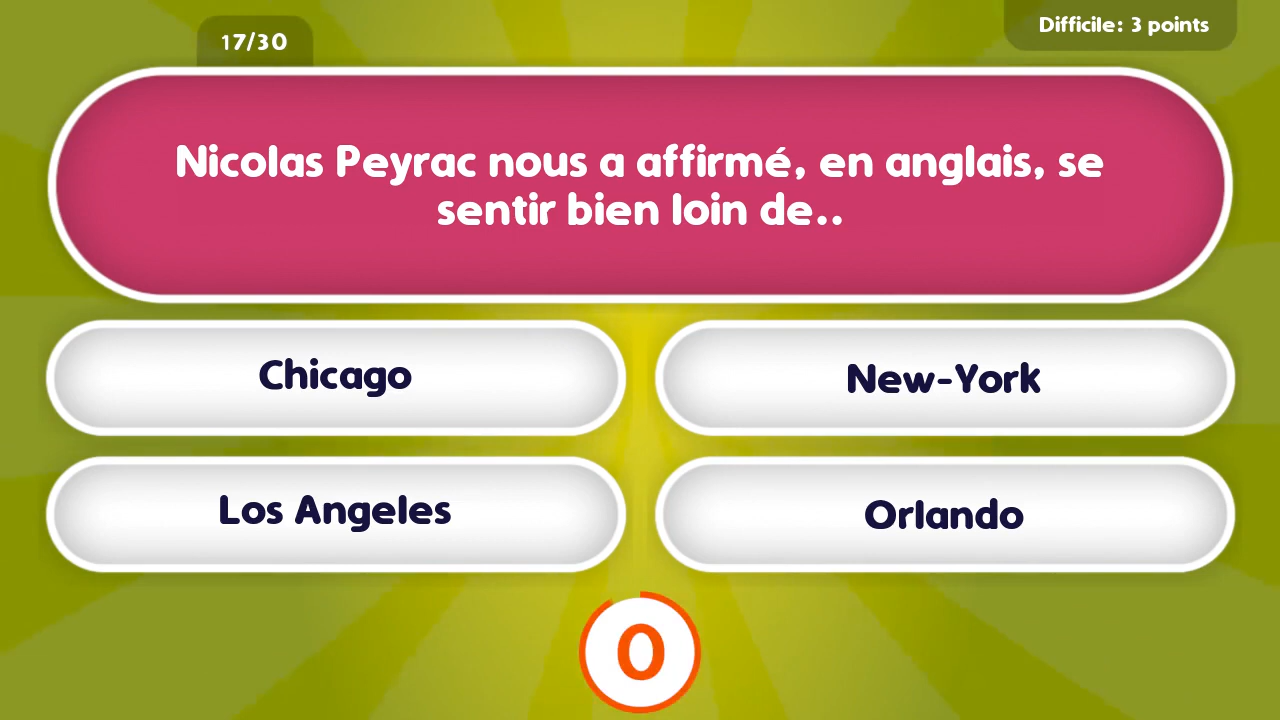 17/30
Difficile: 3 points
Nicolas Peyrac nous a affirmé, en anglais, se
sentir bien loin de..
Chicago
New-York
Los Angeles
Orlando
0